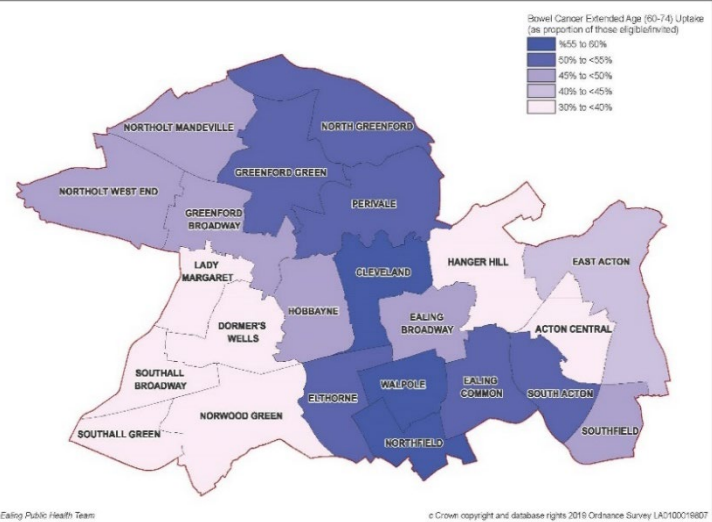 Bowel Cancer Extended Age (60-74) Uptake
(as proportion of those eligible/invited)
%55 to 60%
50% to <55%
45% to <50%
40% to <45%
30% to <40%
NORTHOLT MANDEVILLE
NORTH GREENFORD
GREENFORD GREEN
NORTHOLT WEST END
PERIVALE
GREENFORD
BROADWAY
LADY
MARGARET
CLEVELAND
HANGER HILL
EAST ACTON
HOBBAYNE
EALING
BROADWAY
DORMER'S
WELLS
ACTON CENTRAL
SOUTHALL
BROADWAY
WALPOLE
EALING
COMMON
ELTHORNE
SOUTH ACTON
NORWOOD GREEN
SOUTHALL GREEN
SOUTHFIELD
NORTHFIELD
Ealing Public Health Team
c Crown copyright and database rights 2019 Ordnance Survey LA0100019807